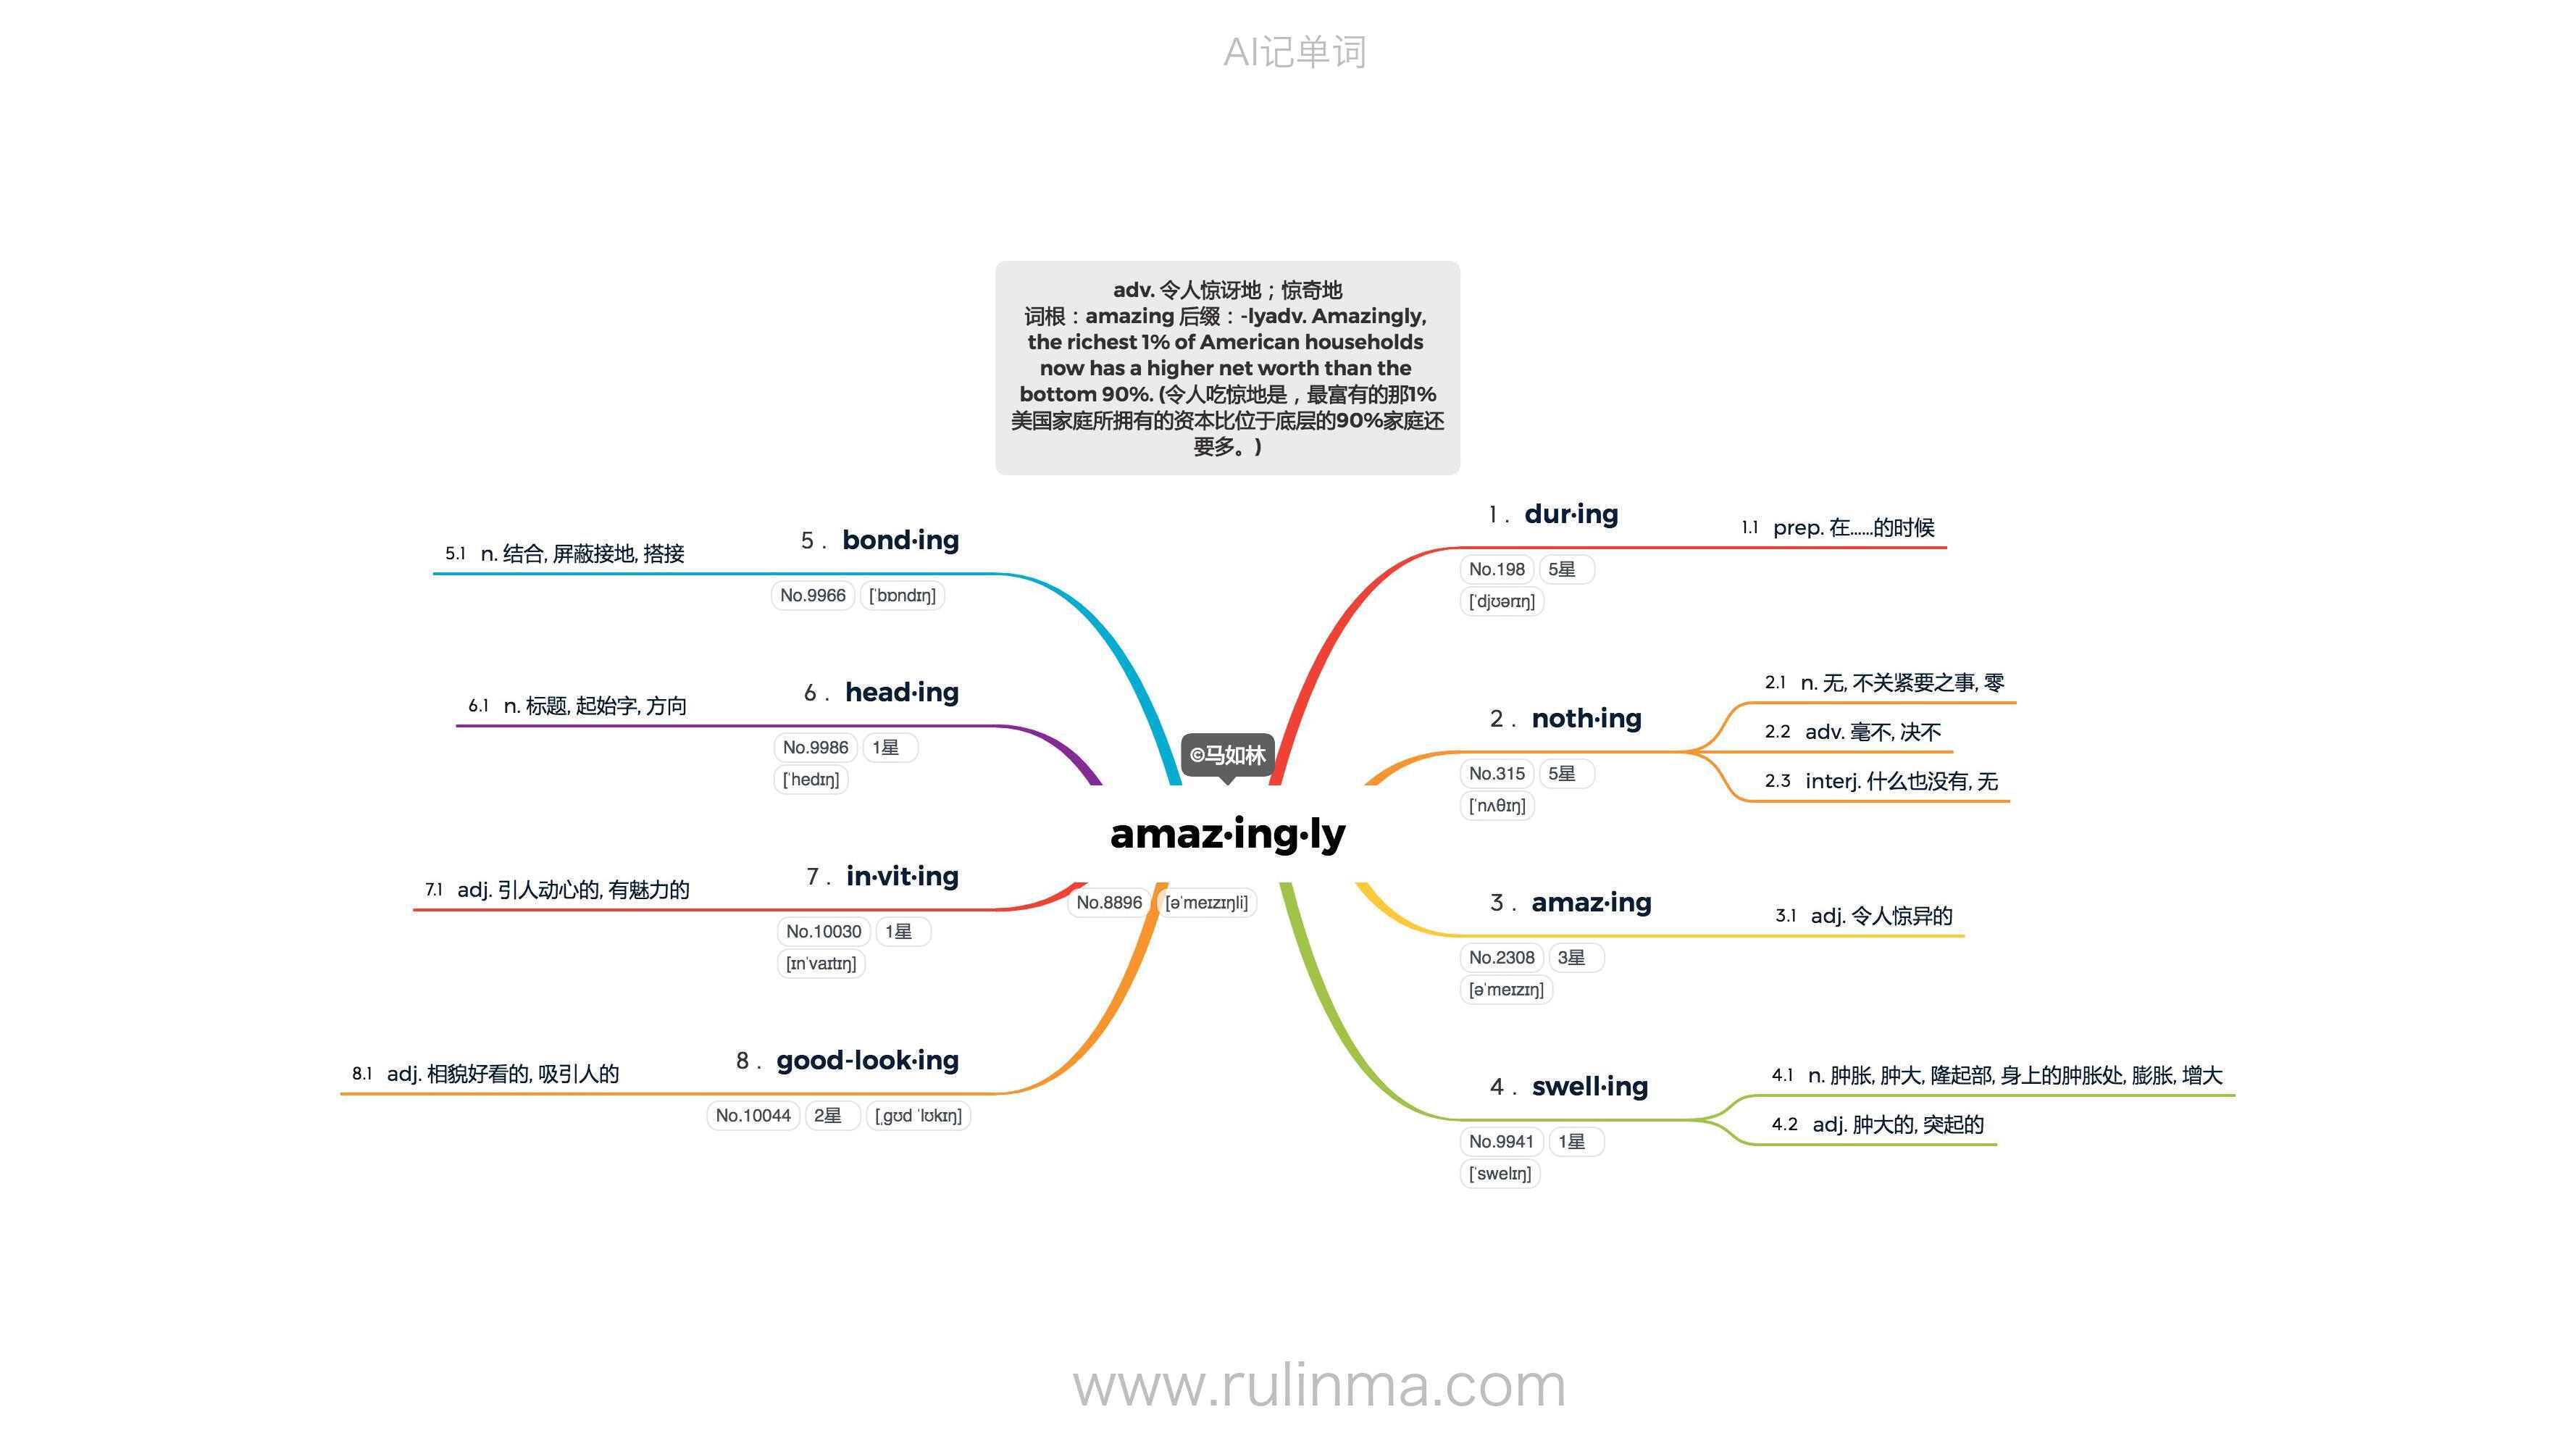 AI记单词
adv. 令人惊讶地；惊奇地
词根：amazing 后缀：-lyadv. Amazingly,
the richest 1% of American households
now has a higher net worth than the
bottom 90%. (令人吃惊地是，最富有的那1%
美国家庭所拥有的资本比位于底层的90%家庭还
要多。)
©马如林
amaz·ing·ly
No.8896 [əˈmeɪzɪŋli]
1. dur·ing
No.198 5星
[ˈdjʊərɪŋ]
1.1 prep. 在……的时候
2. noth·ing
No.315 5星
[ˈnʌθɪŋ]
2.1 n. 无, 不关紧要之事, 零
2.2 adv. 毫不, 决不
2.3 interj. 什么也没有, 无
3. amaz·ing
No.2308 3星
[əˈmeɪzɪŋ]
3.1 adj. 令人惊异的
4. swell·ing
No.9941 1星
[ˈswelɪŋ]
4.1 n. 肿胀, 肿大, 隆起部, 身上的肿胀处, 膨胀, 增大
4.2 adj. 肿大的, 突起的
5. bond·ing
No.9966 [ˈbɒndɪŋ]
5.1 n. 结合, 屏蔽接地, 搭接
6. head·ing
No.9986 1星
[ˈhedɪŋ]
6.1 n. 标题, 起始字, 方向
7. in·vit·ing
No.10030 1星
[ɪnˈvaɪtɪŋ]
7.1 adj. 引人动心的, 有魅力的
8. good-look·ing
No.10044 2星 [ˌɡʊd ˈlʊkɪŋ]
8.1 adj. 相貌好看的, 吸引人的
www.rulinma.com